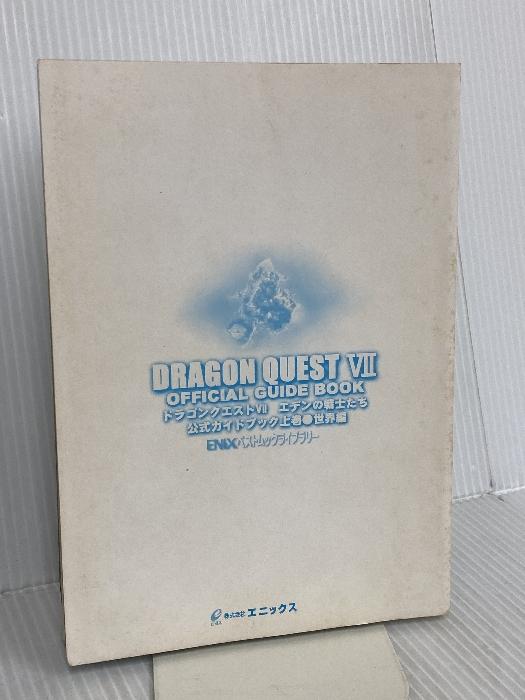 DRAGON QUEST VII
OFFICIAL GUIDE BOOK
ドラゴンクエストVII エデンの戦士たち
公式ガイドブック上巻●世界編
ENIXベストムックライブラリー
e ENIX 株式会社 エニックス